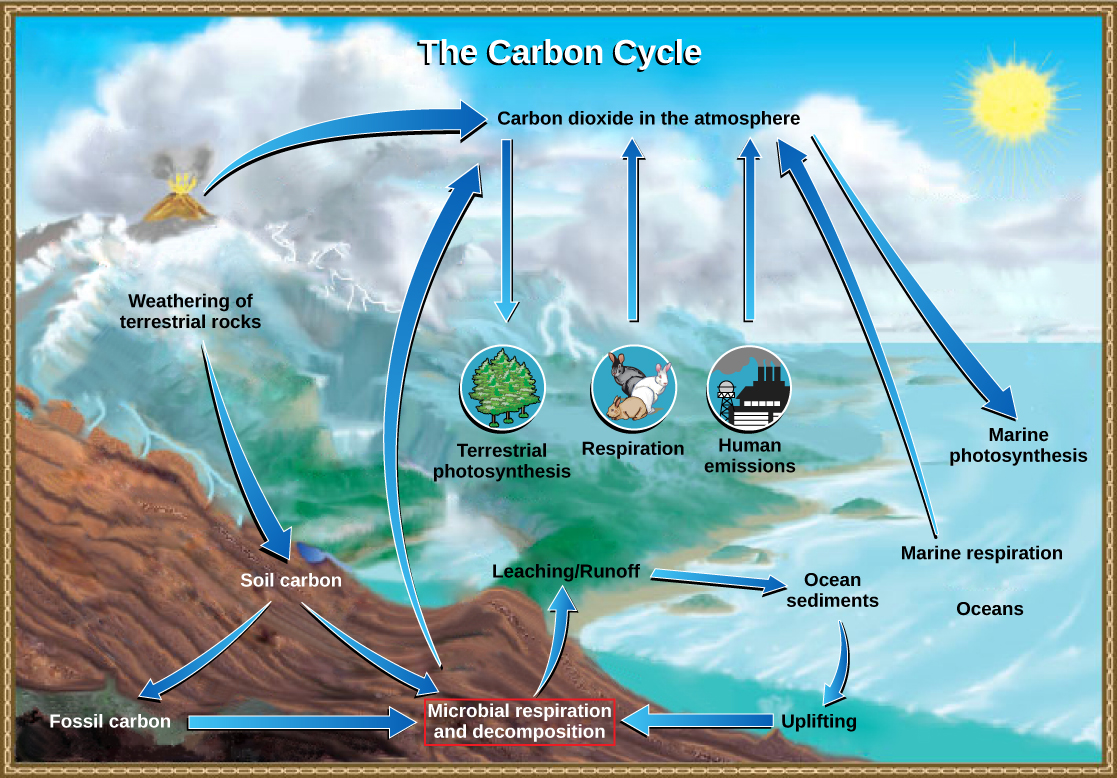 The Carbon Cycle
Carbon dioxide in the atmosphere
Weathering of
terrestrial rocks
Terrestrial
photosynthesis
Respiration
Human
emissions
Marine
photosynthesis
Marine respiration
Soil carbon
Leaching/Runoff
Ocean
sediments
Oceans
Fossil carbon
Microbial respiration
and decomposition
Uplifting